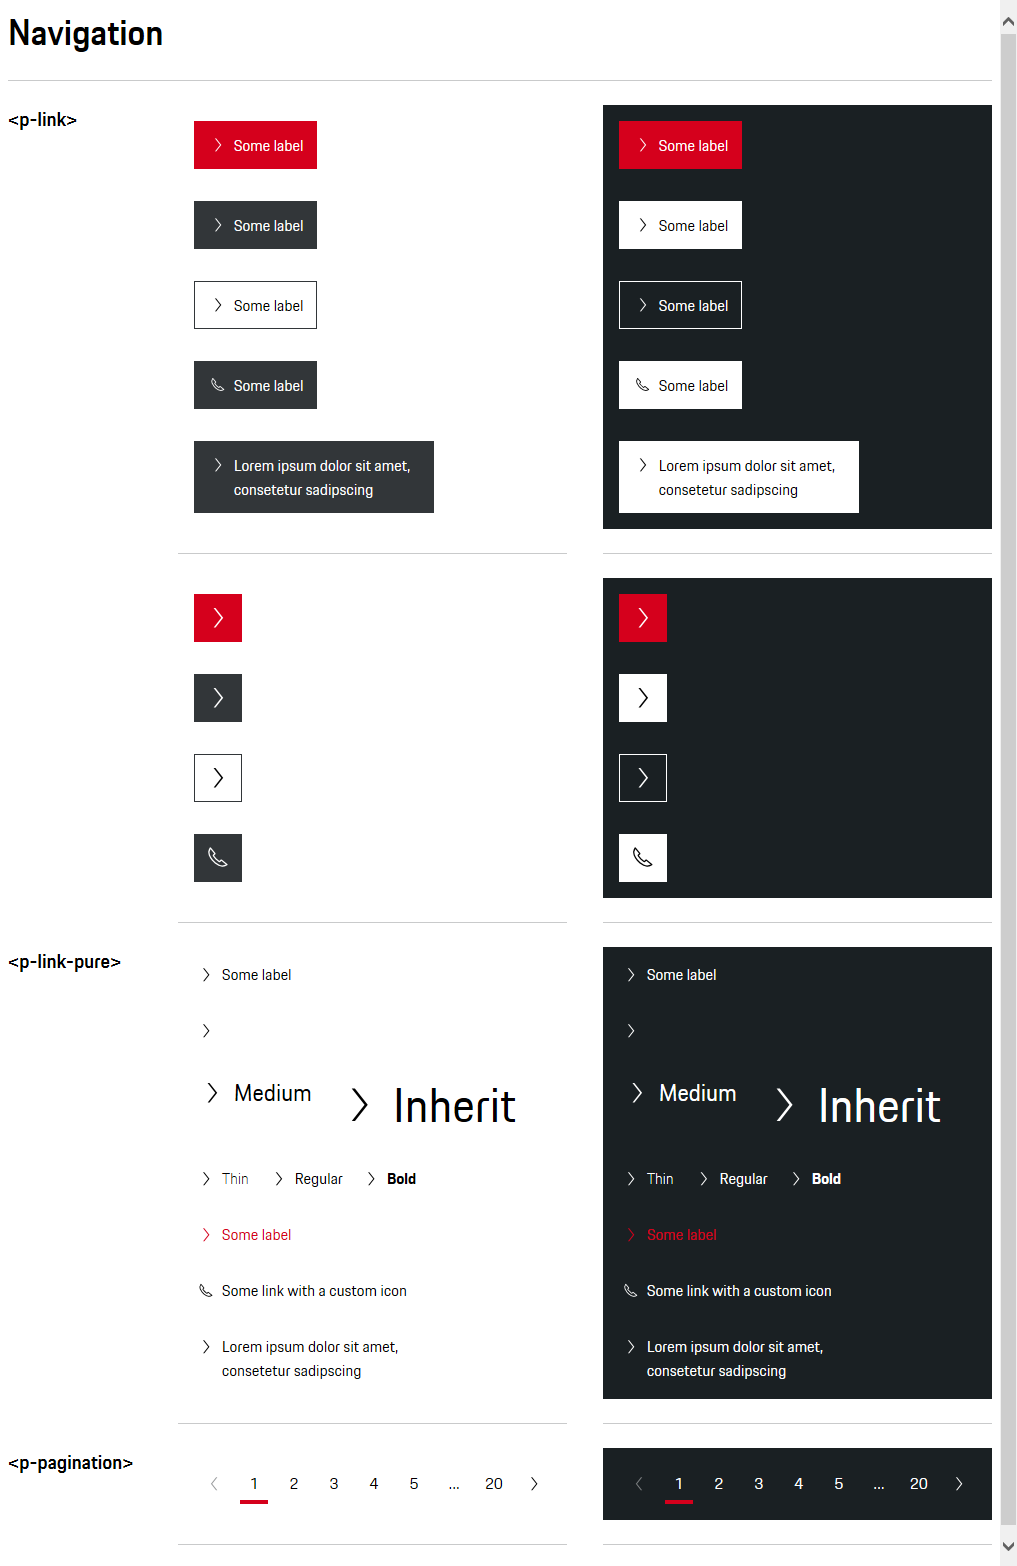 Navigation
<p-link>
Some label
Some label
Some label
Some label
Some label
Some label
Some label
Some label
Lorem ipsum dolor sit amet,
consetetur sadipscing
Lorem ipsum dolor sit amet,
consetetur sadipscing
<p-link-pure>
Some label
Some label
Medium Inherit
Medium Inherit
Thin Regular Bold
Thin Regular Bold
Some label
Some label
Some link with a custom icon
Some link with a custom icon
Lorem ipsum dolor sit amet,
consetetur sadipscing
Lorem ipsum dolor sit amet,
consetetur sadipscing
<p-pagination>
1 2 3 4 5 ... 20
1 2 3 4 5 ... 20